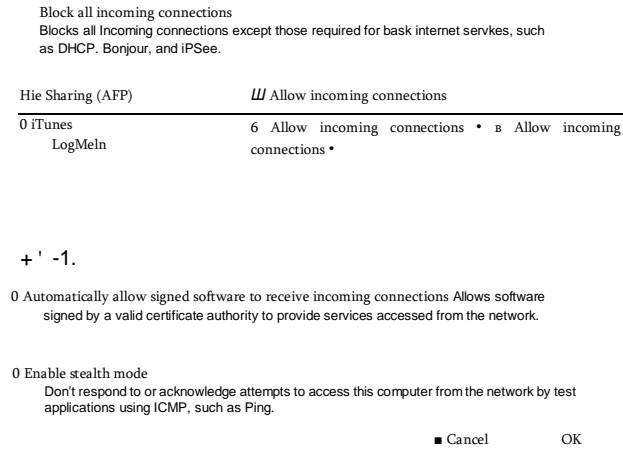 Block all incoming connections
Blocks all Incoming connections except those required for bask internet servkes, such
as DHCP. Bonjour, and iPSee.
Hie Sharing (AFP) Ш Allow incoming connections
0 iTunes 6 Allow incoming connections • в Allow incoming
LogMeln connections •
+ ' -1.
0 Automatically allow signed software to receive incoming connections Allows software
signed by a valid certificate authority to provide services accessed from the network.
0 Enable stealth mode
Don't respond to or acknowledge attempts to access this computer from the network by test
applications using ICMP, such as Ping.
■ Cancel OK